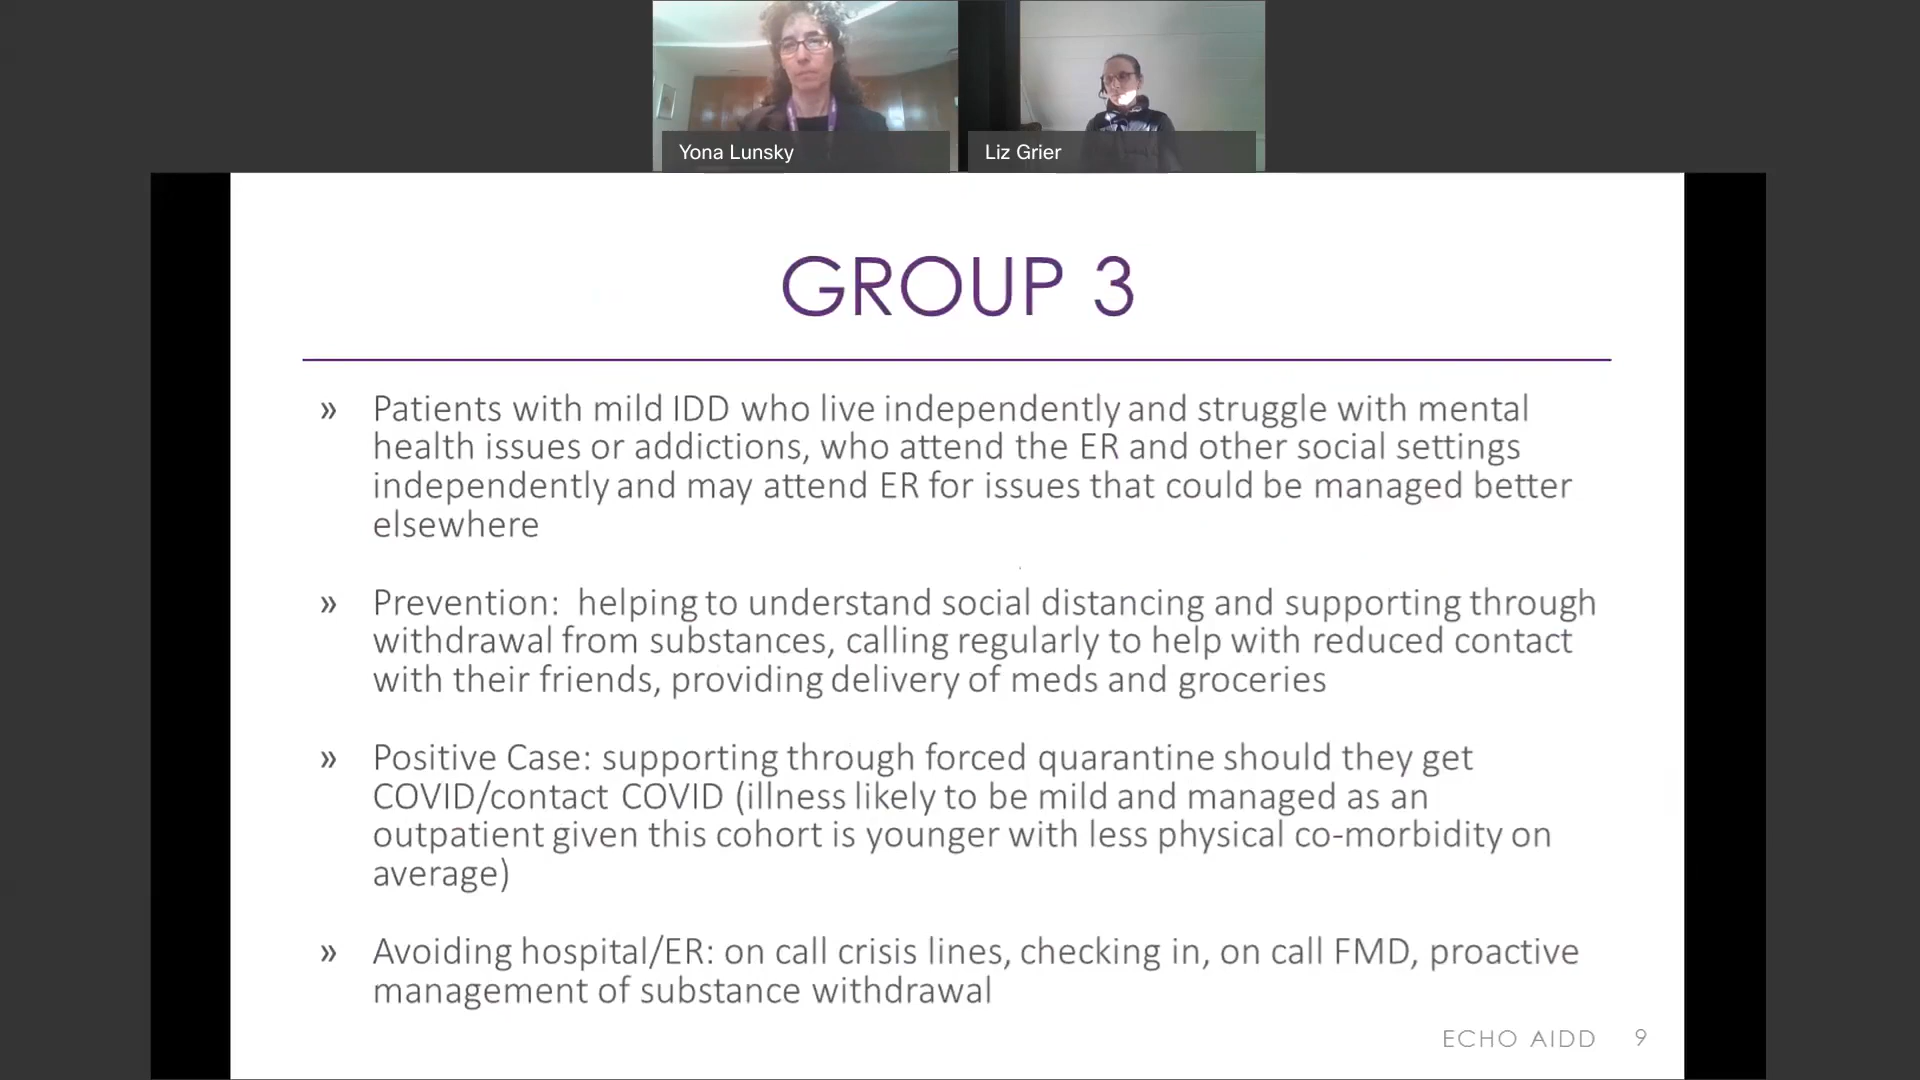 Yona Lunsky
Liz Grier
GROUP 3
» Patients with mild IDD who live independently and struggle with mental
health issues or addictions, who attend the ER and other social settings
independently and may attend ER for issues that could be managed better
elsewhere
» Prevention: helping to understand social distancing and supporting through
withdrawal from substances, calling regularly to help with reduced contact
with their friends, providing delivery of meds and groceries
» Positive Case: supporting through forced quarantine should they get
COVID/contact COVID (illness likely to be mild and managed as an
outpatient given this cohort is younger with less physical co-morbidity on
average)
» Avoiding hospital/ER: on call crisis lines, checking in, on call FMD, proactive
management of substance withdrawal
ECHO AIDD 9